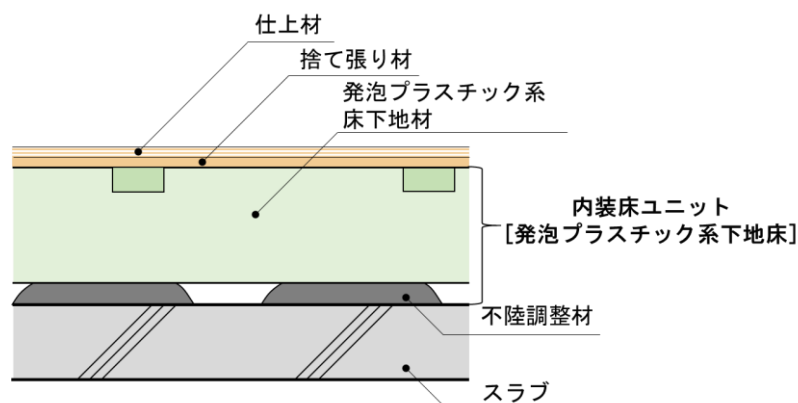 仕上材
捨て張り材
発泡プラスチック系
床下地材
内装床ユニット
[発泡プラスチック系下地床]
不陸調整材
スラブ